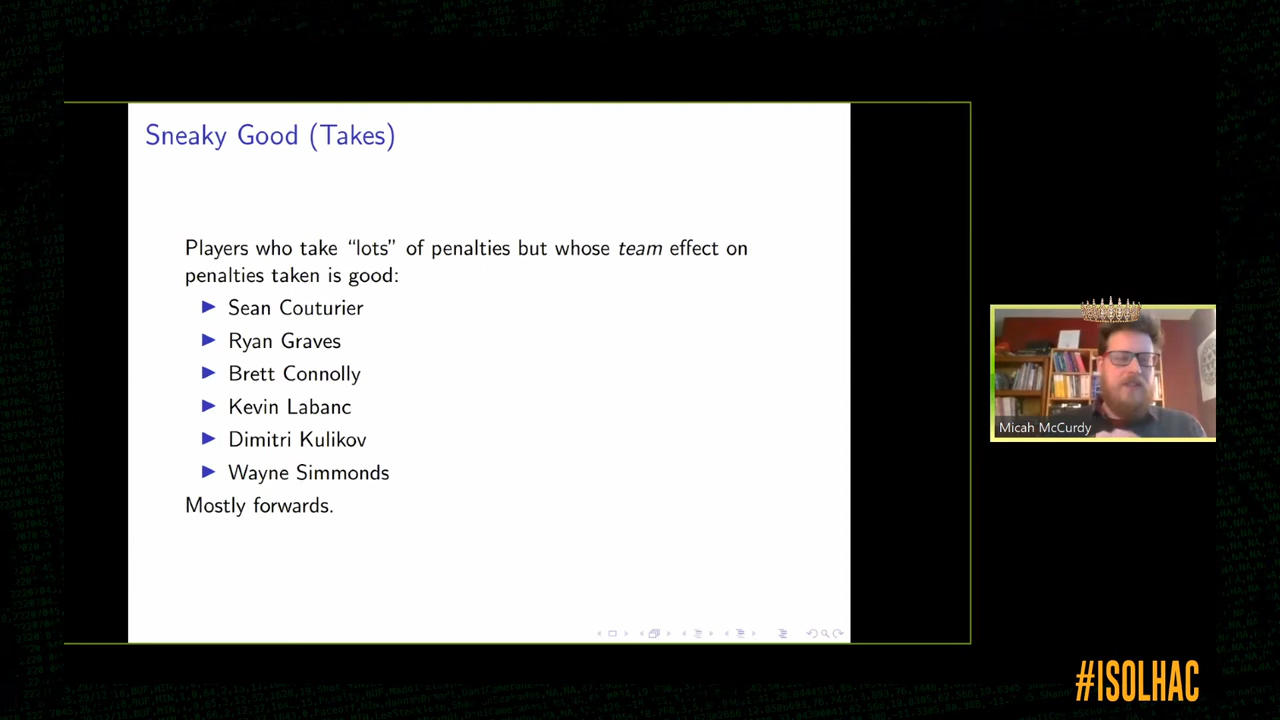 Sneaky Good (Takes)
Players who take “lots” of penalties but whose team effect on
penalties taken is good:
Sean Couturier
Ryan Graves
Brett Connolly
Kevin Labanc
Dimitri Kulikov
Wayne Simmonds
Mostly forwards.
Micah McCurdy
#ISOLHAC